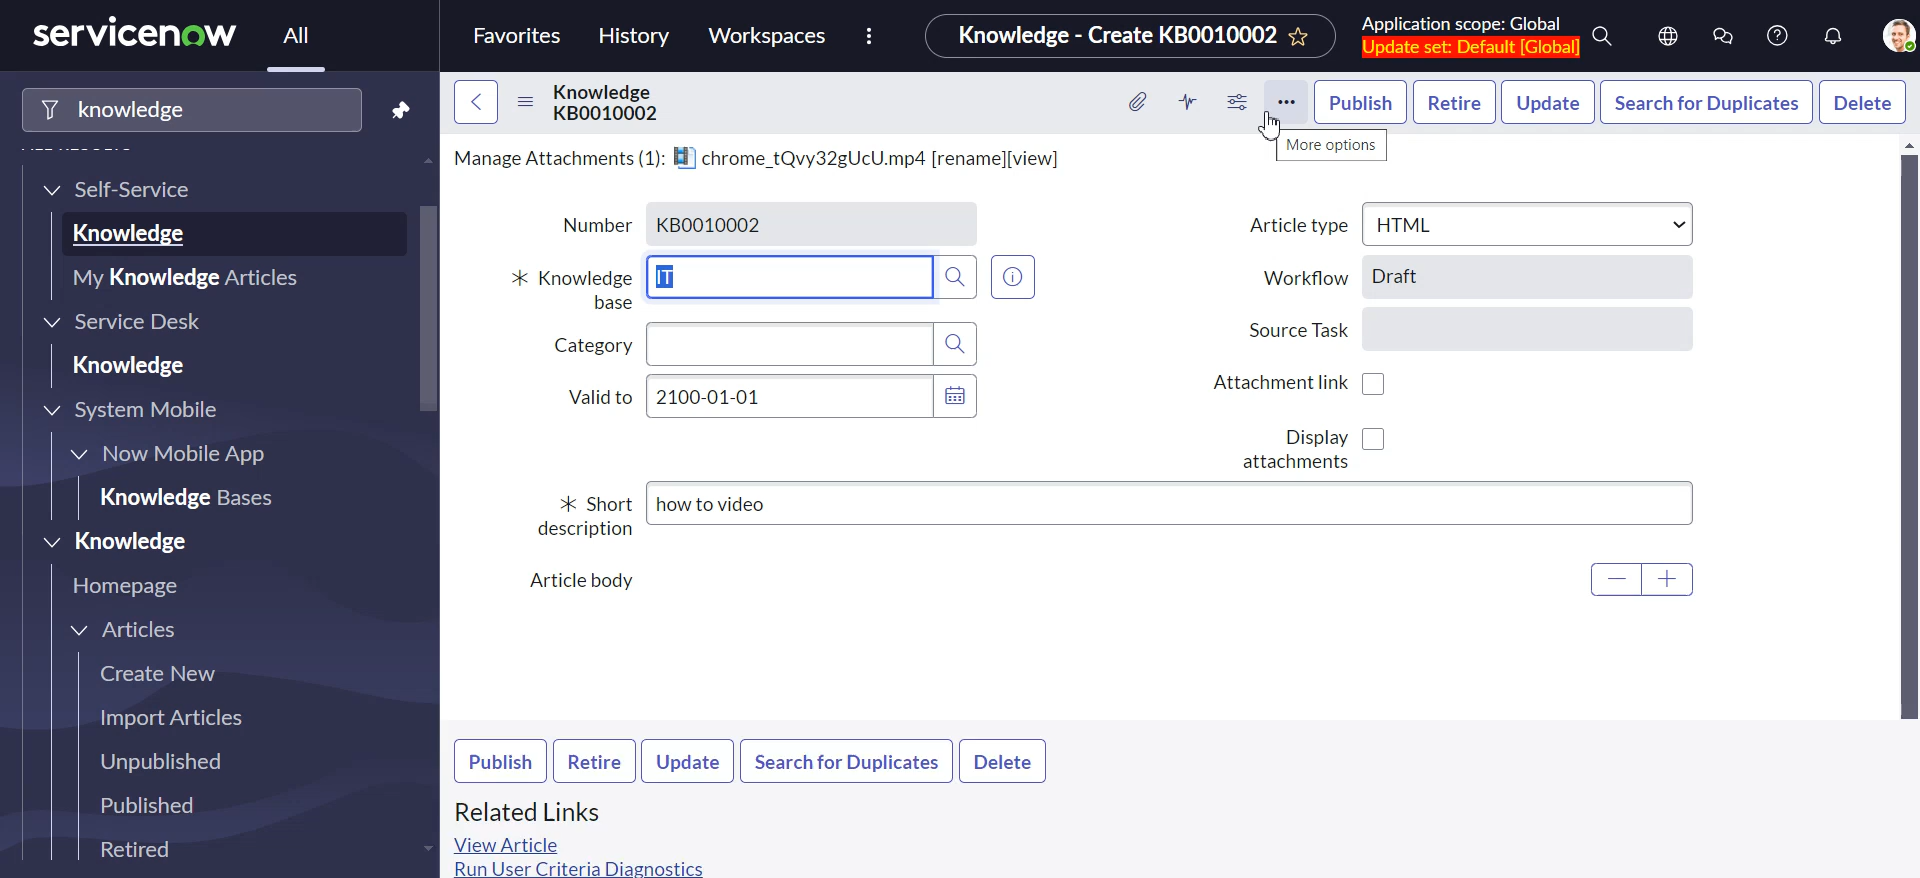 servicenow
All
Favorites
History
Workspaces
Knowledge - Create KB0010002
Application scope: Global
Update set: Default [Global]
knowledge
Self-Service
Knowledge
My Knowledge Articles
Service Desk
Knowledge
System Mobile
Now Mobile App
Knowledge Bases
Knowledge
Homepage
Articles
Create New
Import Articles
Unpublished
Published
Retired
Knowledge
KB0010002
Publish
Retire
Update
Search for Duplicates
Delete
More options
Manage Attachments (1): chrome_tQvy32gUcU.mp4 [rename][view]
Number
KB0010002
Knowledge
base
IT
Category
Valid to
2100-01-01
Article type
HTML
Workflow
Draft
Source Task
Attachment link
Display
attachments
Short
description
how to video
Article body
Publish
Retire
Update
Search for Duplicates
Delete
Related Links
View Article
Run User Criteria Diagnostics